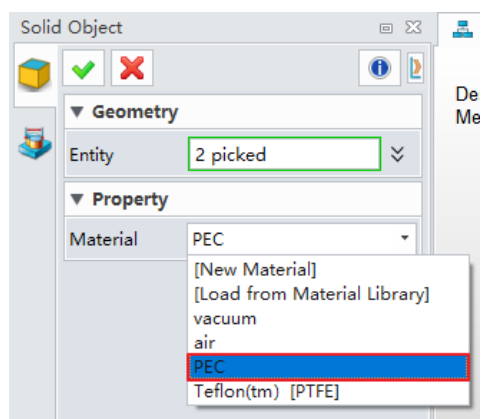 Solid Object
Geometry
Entity 2 picked
Property
Material PEC
[New Material]
[Load from Material Library]
vacuum
air
PEC
Teflon(tm) [PTFE]
De
Me